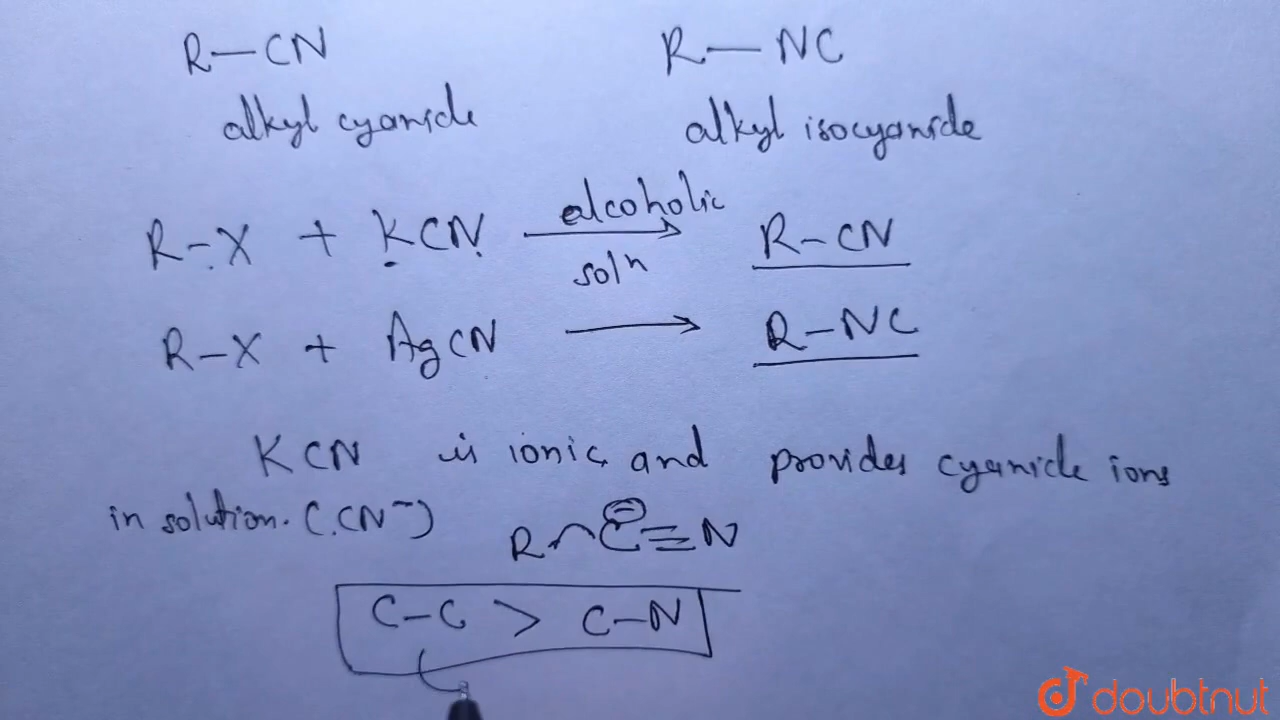 R-CN R-NC
alkyl cyanide alkyl isocyanide
R-X + KCN alcoholic soln → R-CN
R-X + AgCN → R-NC
KCN is ionic and provides cyanide ions
in solution. (:CN⁻)
R C⊖≡N
C-C > C-N
doubtnut